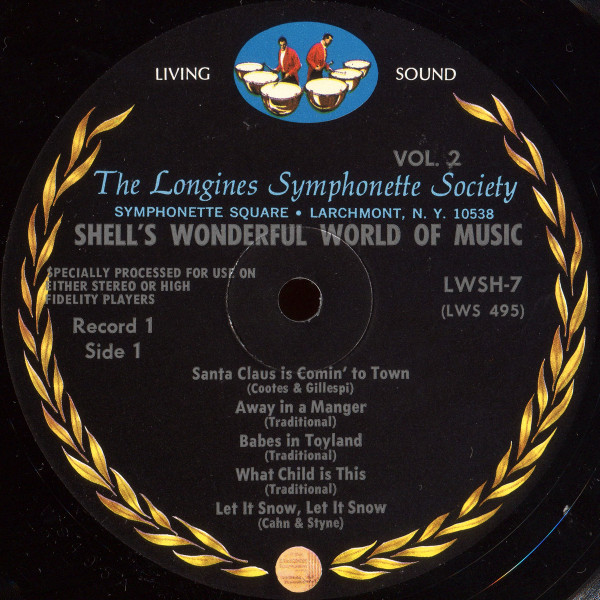 LIVING SOUND
VOL. 2
The Longines Symphonette Society
SYMPHONETTE SQUARE • LARCHMONT, N. Y. 10538
SHELL'S WONDERFUL WORLD OF MUSIC
SPECIALLY PROCESSED FOR USE ON
EITHER STEREO OR HIGH
FIDELITY PLAYERS
LWSH-7
(LWS 495)
Record 1
Side 1
Santa Claus is Comin' to Town
(Cootes & Gillespi)
Away in a Manger
(Traditional)
Babes in Toyland
(Traditional)
What Child is This
(Traditional)
Let It Snow, Let It Snow
(Cahn & Styne)